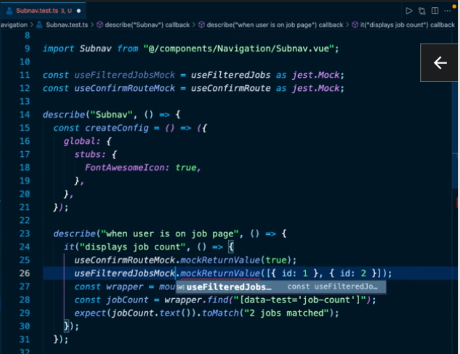 Subnav.test.ts 3, U
avigation > Subnav.test.ts > describe("Subnav") callback > describe("when user is on job page") callback > it("displays job count") callback
8
9 import Subnav from "@/components/Navigation/Subnav.vue";
10
11 const useFilteredJobsMock = useFilteredJobs as jest.Mock;
12 const useConfirmRouteMock = useConfirmRoute as jest.Mock;
13
14 describe("Subnav", () => {
15 const createConfig = () => ({
16 global: {
17 stubs: {
18 FontAwesomeIcon: true,
19 },
20 },
21 });
22
23 describe("when user is on job page", () => {
24 it("displays job count", () => {
25 useConfirmRouteMock.mockReturnValue(true);
26 useFilteredJobsMock.mockReturnValue([{ id: 1 }, { id: 2 }]);
27 const wrapper = mou
useFilteredJobs… const useFilteredJo…
28 const jobCount = wrapper.find("[data-test='job-count']");
29 expect(jobCount.text()).toMatch("2 jobs matched");
30 });
31 });